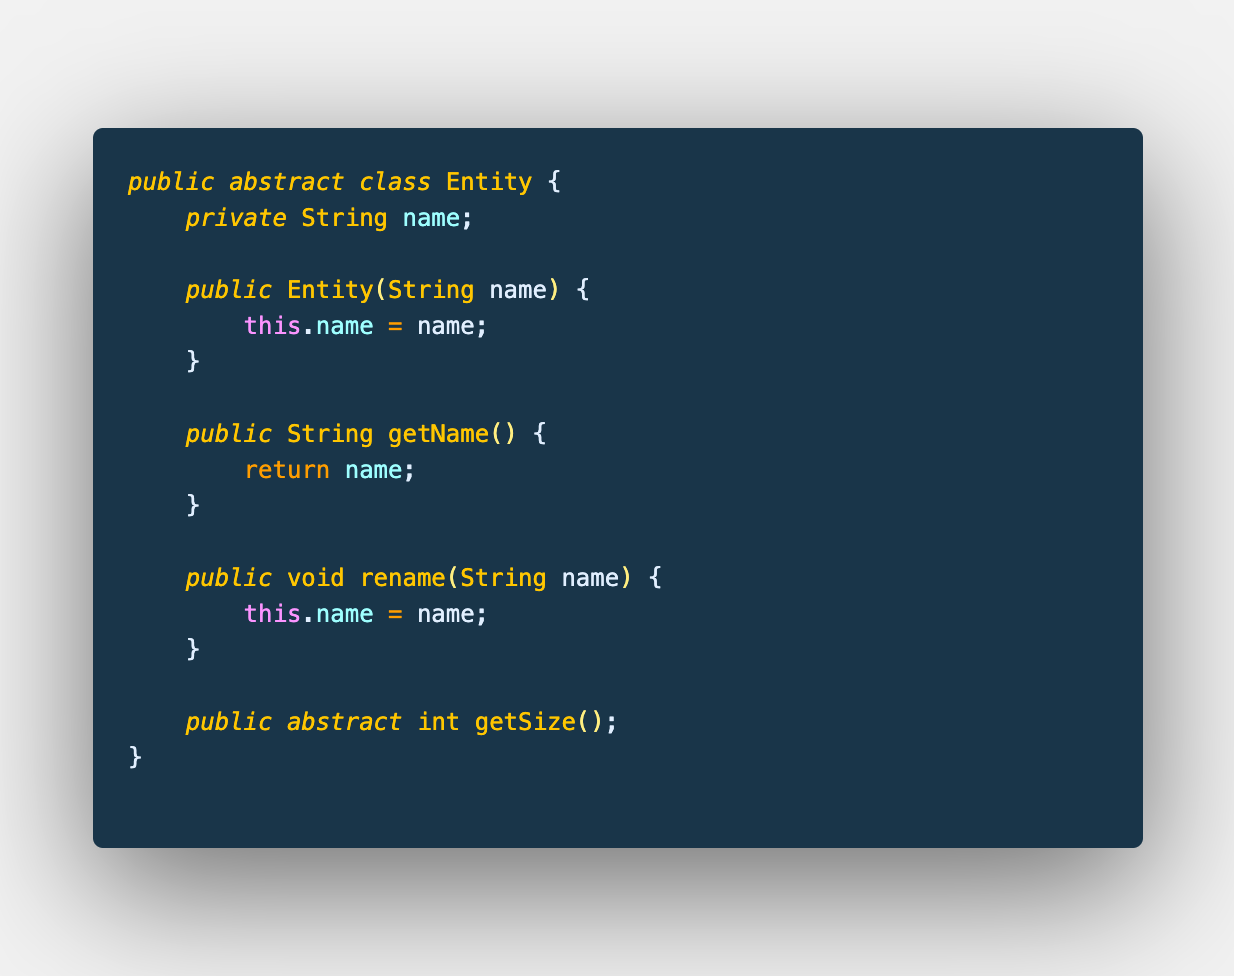 public abstract class Entity {
    private String name;

    public Entity(String name) {
        this.name = name;
    }

    public String getName() {
        return name;
    }

    public void rename(String name) {
        this.name = name;
    }

    public abstract int getSize();
}